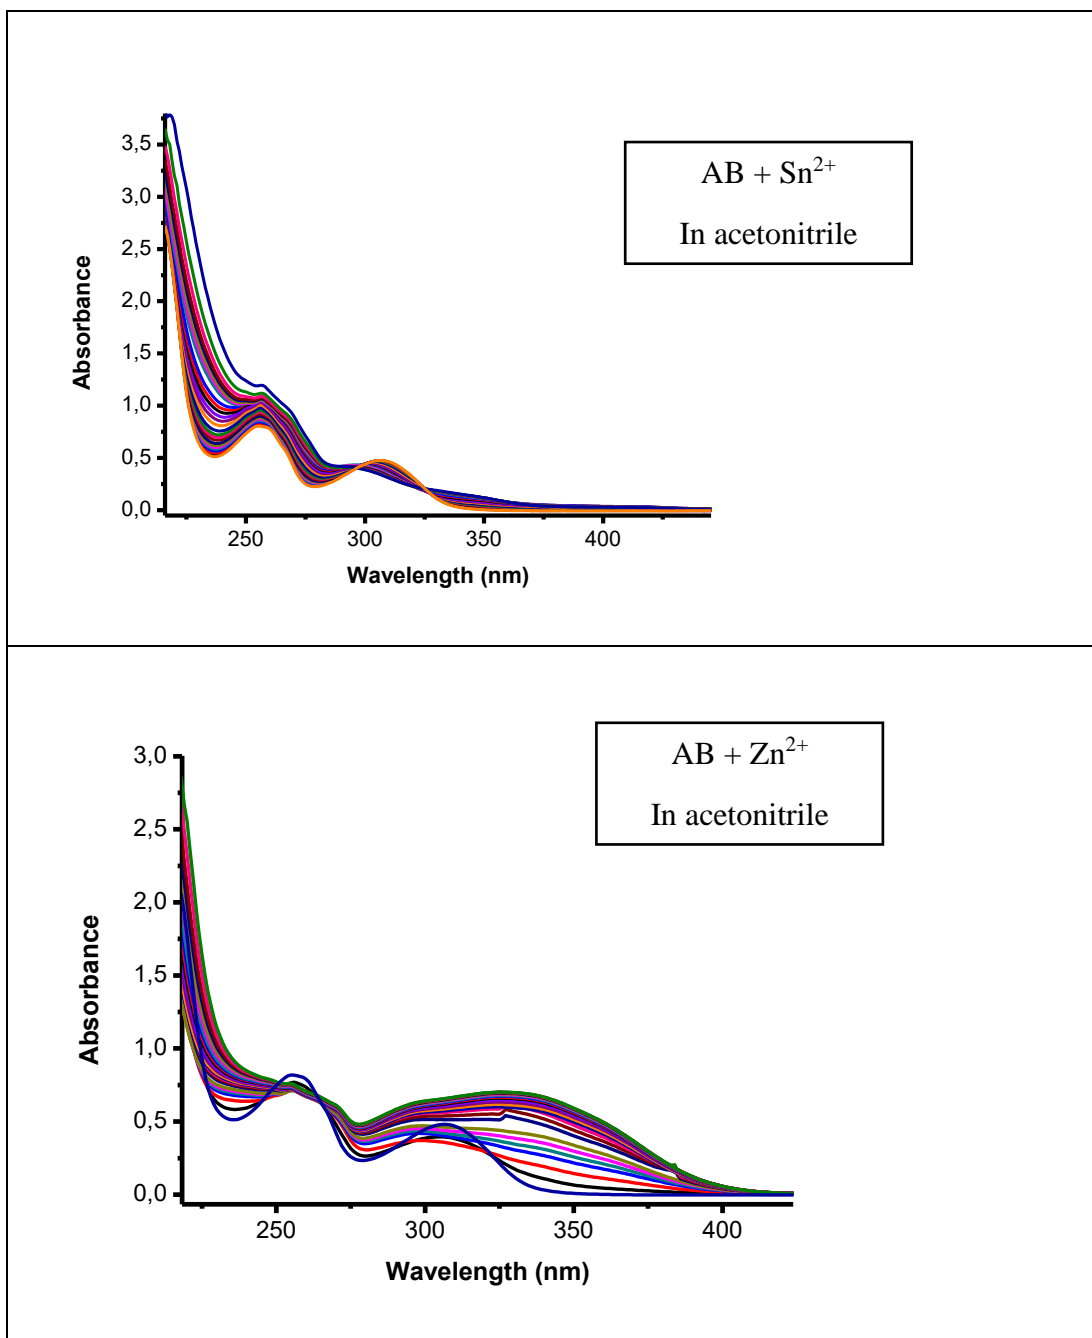 3,5
3,0
2,5
2,0
1,5
1,0
0,5
0,0
250
300
350
400
Absorbance
Wavelength (nm)
AB + Sn²⁺
In acetonitrile
3,0
2,5
2,0
1,5
1,0
0,5
0,0
250
300
350
400
Absorbance
Wavelength (nm)
AB + Zn²⁺
In acetonitrile